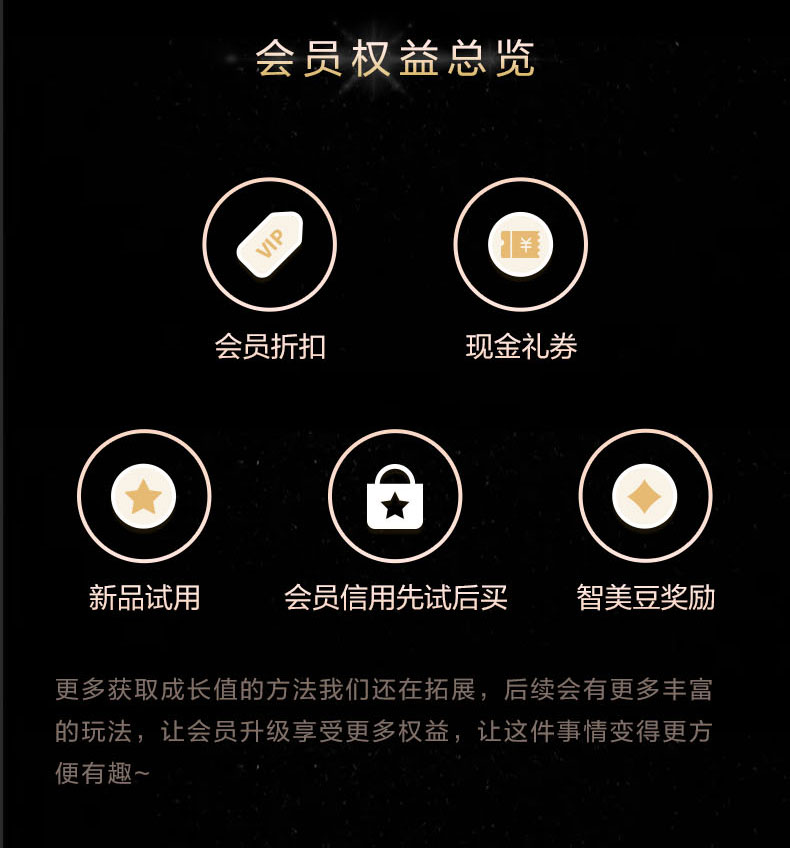 会员权益总览
VIP
¥
会员折扣
现金礼券
新品试用
会员信用先试后买
智美豆奖励
更多获取成长值的方法我们还在拓展，后续会有更多丰富
的玩法，让会员升级享受更多权益，让这件事情变得更方
便有趣~